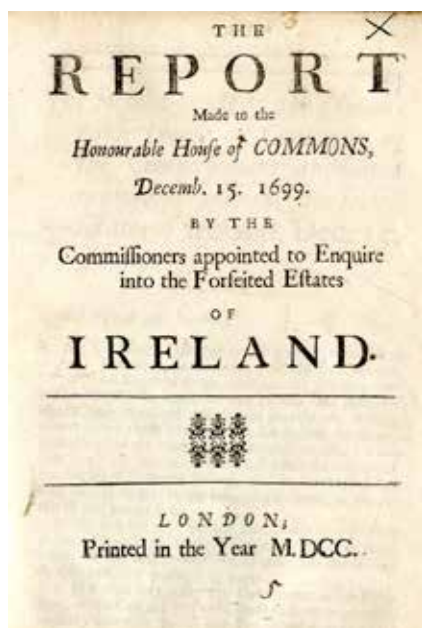 THE
REPORT
Made to the
Honourable Houſe of COMMONS,
Decemb. 15. 1699.
BY THE
Commiſſioners appointed to Enquire
into the Forfeited Eſtates
OF
IRELAND.
LONDON,
Printed in the Year M.DCC.